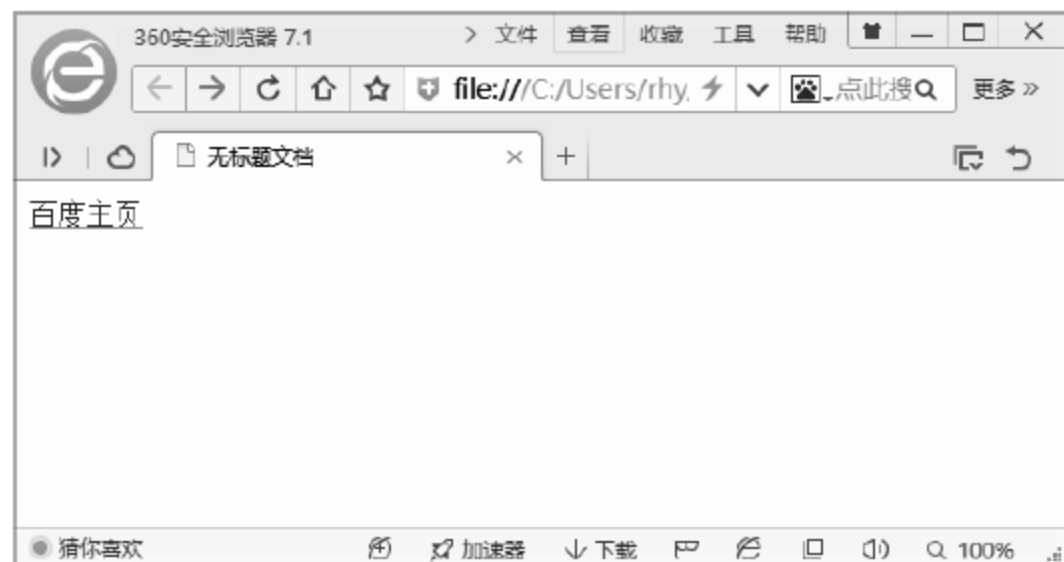 360安全浏览器 7.1 > 文件 查看 收藏 工具 帮助
file:///C:/Users/rhy. 点此搜 更多 »
无标题文档
百度主页
猜你喜欢 加速器 下载 100%